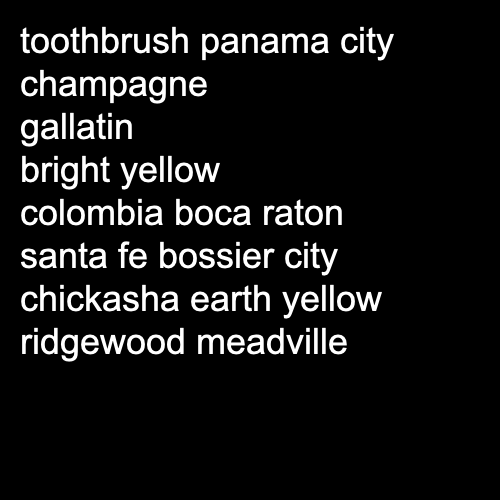 toothbrush panama city
champagne
gallatin
bright yellow
colombia boca raton
santa fe bossier city
chickasha earth yellow
ridgewood meadville